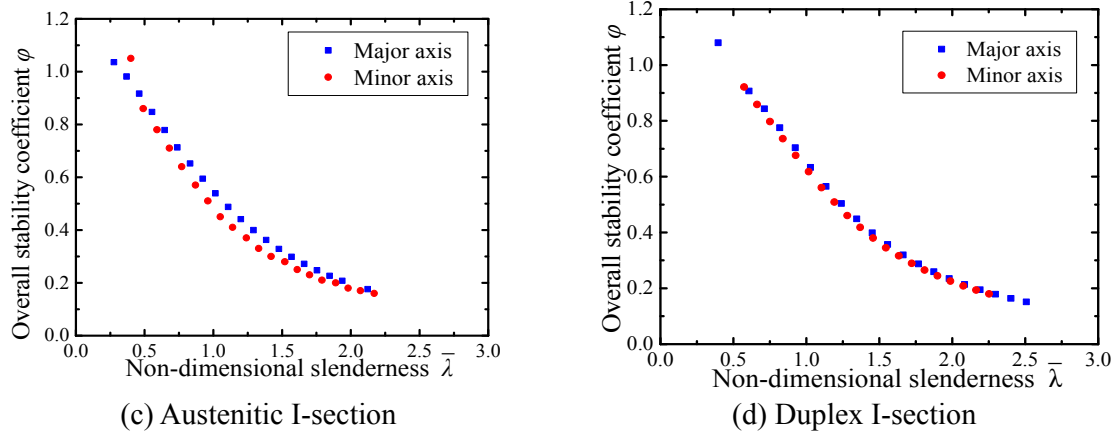 1.2
1.0
0.8
0.6
0.4
0.2
0.0
Overall stability coefficient φ
Major axis
Minor axis
0.0 0.5 1.0 1.5 2.0 2.5 3.0
Non-dimensional slenderness λ̅
(c) Austenitic I-section
1.2
1.0
0.8
0.6
0.4
0.2
0.0
Overall stability coefficient φ
Major axis
Minor axis
0.0 0.5 1.0 1.5 2.0 2.5 3.0
Non-dimensional slenderness λ̅
(d) Duplex I-section